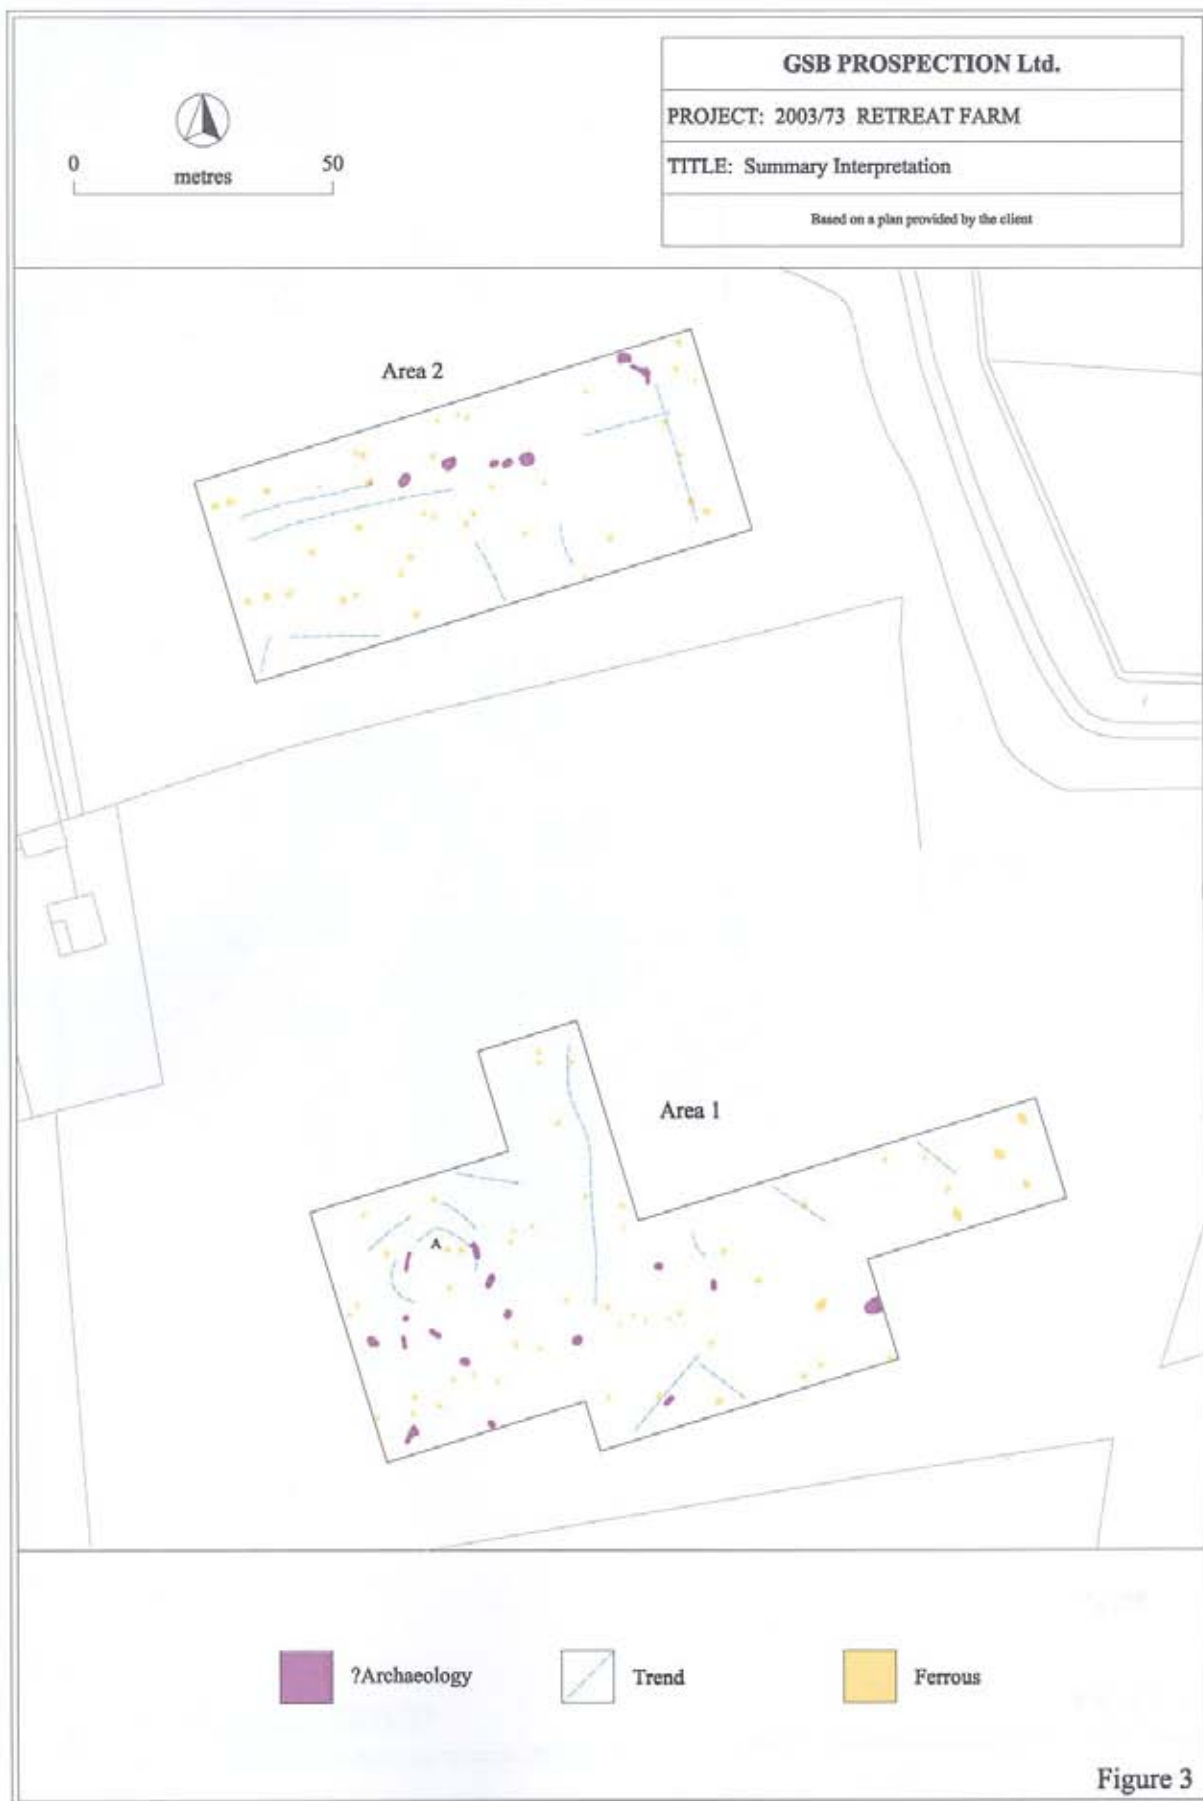 GSB PROSPECTION Ltd.
PROJECT: 2003/73 RETREAT FARM
TITLE: Summary Interpretation
Based on a plan provided by the client
0 50
metres
Area 2
Area 1
A
?Archaeology Trend Ferrous
Figure 3